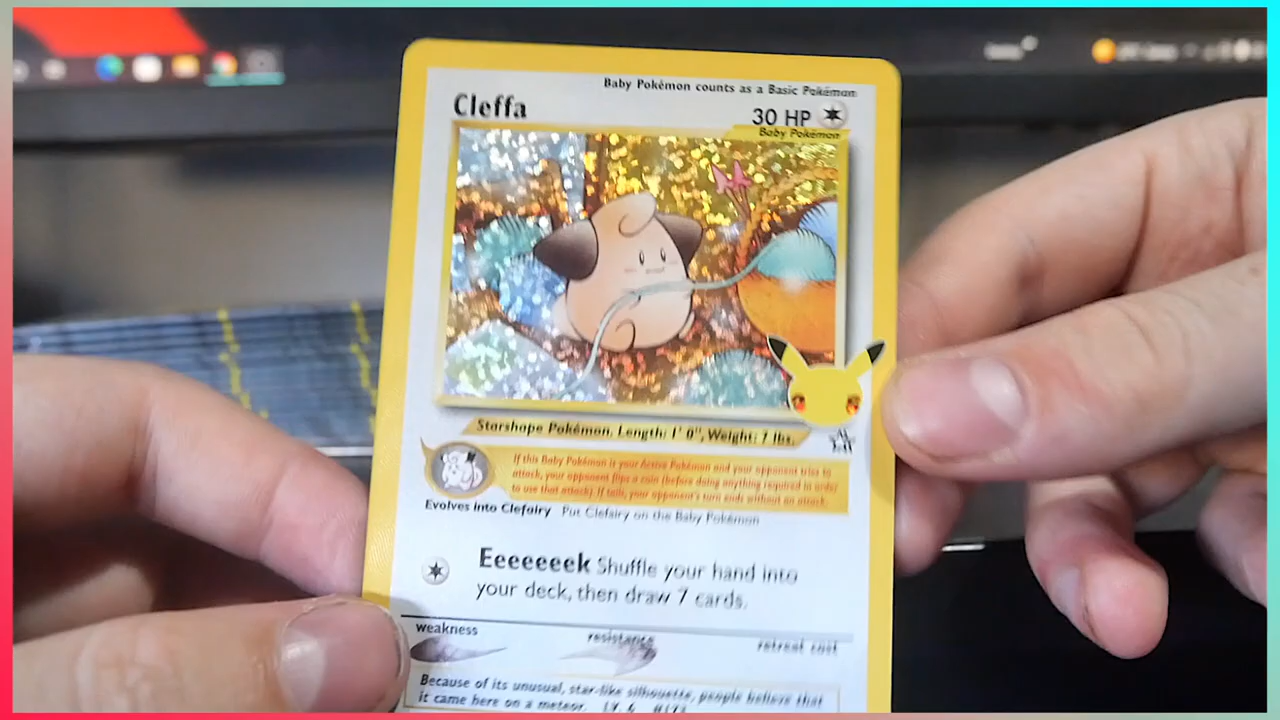 Baby Pokémon counts as a Basic Pokémon
Cleffa
30 HP
Baby Pokémon
Starshape Pokémon. Length: 1' 0", Weight: 7 lbs.
If this Baby Pokémon is your Active Pokémon and your opponent tries to
attack, your opponent flips a coin (before doing anything required in order
to use that attack). If tails, your opponent's turn ends without an attack.
Evolves into Clefairy Put Clefairy on the Baby Pokémon
Eeeeeeek Shuffle your hand into
your deck, then draw 7 cards.
weakness
resistance
retreat cost
Because of its unusual, star-like silhouette, people believe that
it came here on a meteor. LV. 6 #173